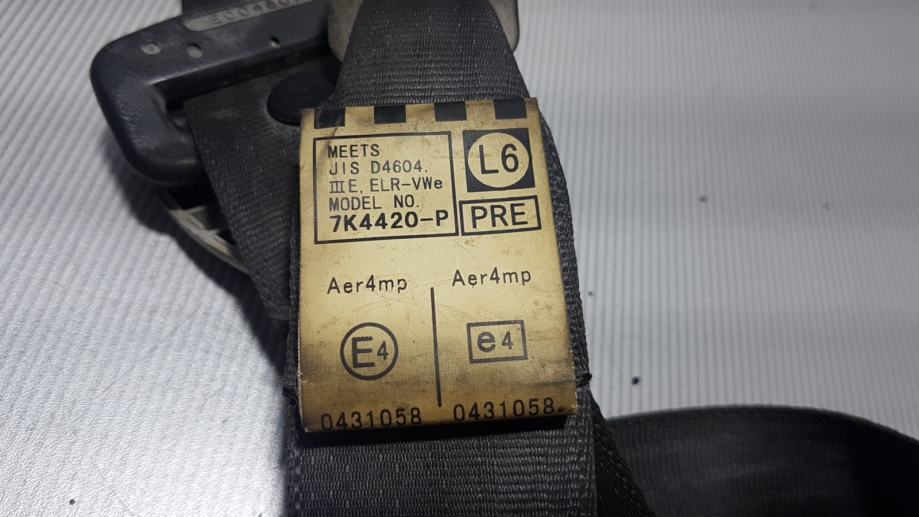 MEETS
JIS D4604.
ⅢE, ELR-VWe
MODEL NO.
7K4420-P
L6
PRE
Aer4mp
Aer4mp
E4
e4
0431058
0431058